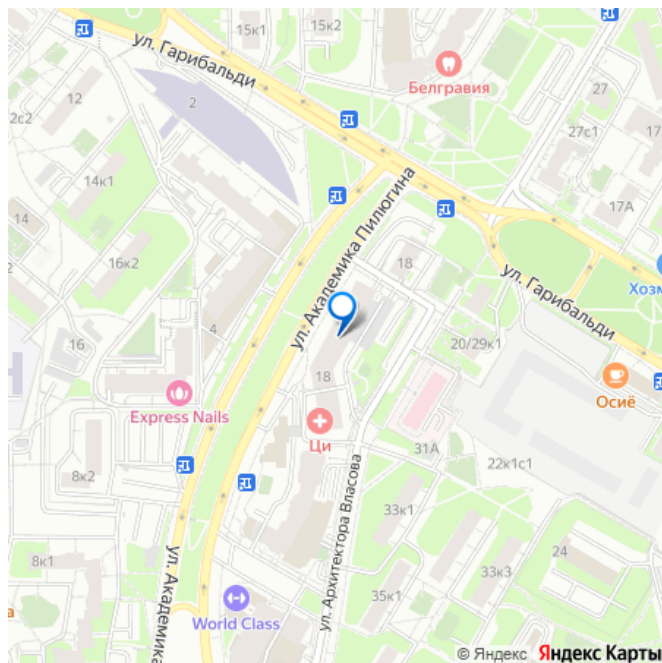 15к1
15к2
ул. Гарибальди
Белгравия
12
2
27
2с2
27с1
14к1
17А
14
18
16к2
ул. Академика Пилюгина
ул. Гарибальди
Хозм
4
16
20/29к1
18
Осиё
Express Nails
Ци
31А
22к1с1
8к2
ул. Архитектора Власова
33к1
24
8к1
ул. Академика
33к3
35к1
а
World Class
© Яндекс Яндекс Карты